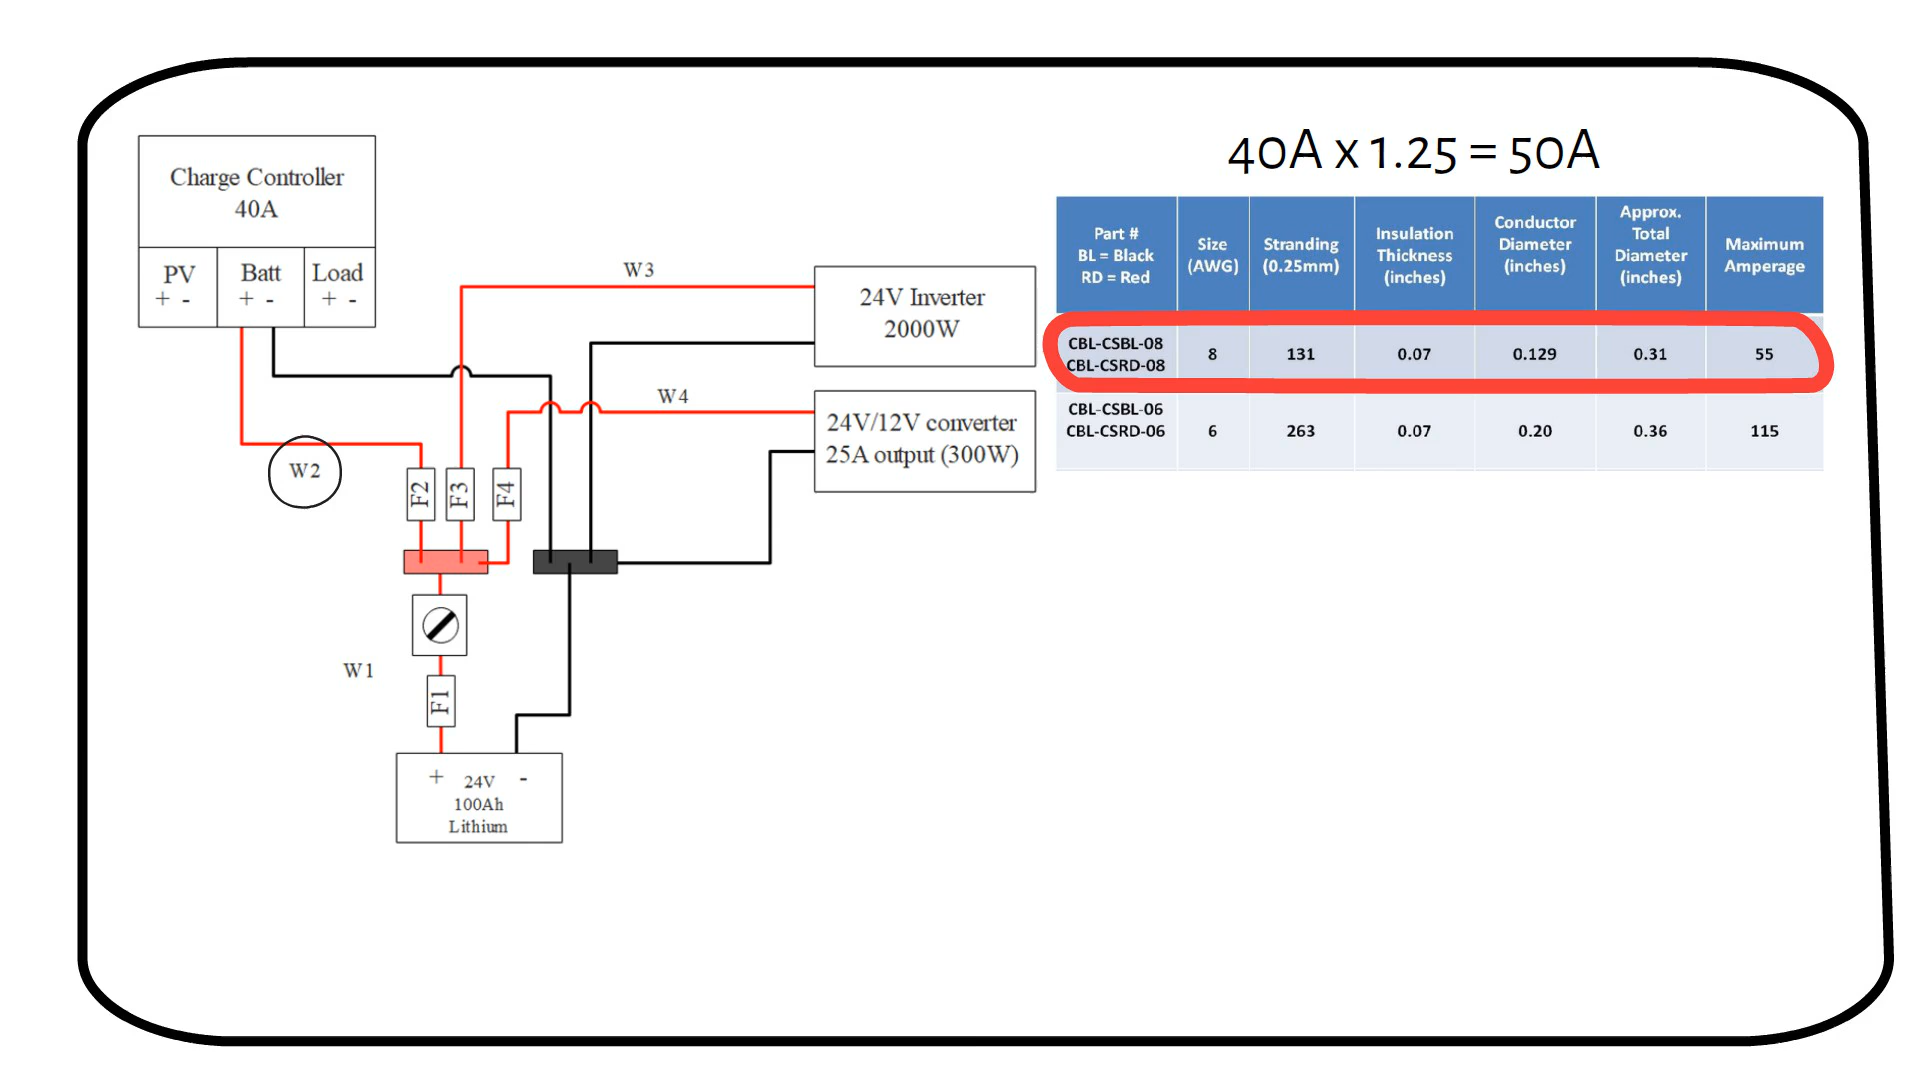 Charge Controller
40A
PV Batt Load
+ - + - + -
W3
24V Inverter
2000W
W4
24V/12V converter
25A output (300W)
W2
F2 F3 F4
W1
F1
+ 24V -
100Ah
Lithium
40A x 1.25 = 50A
Part #
BL = Black
RD = Red
Size
(AWG)
Stranding
(0.25mm)
Insulation
Thickness
(inches)
Conductor
Diameter
(inches)
Approx.
Total
Diameter
(inches)
Maximum
Amperage
CBL-CSBL-08
CBL-CSRD-08
8 131 0.07 0.129 0.31 55
CBL-CSBL-06
CBL-CSRD-06
6 263 0.07 0.20 0.36 115